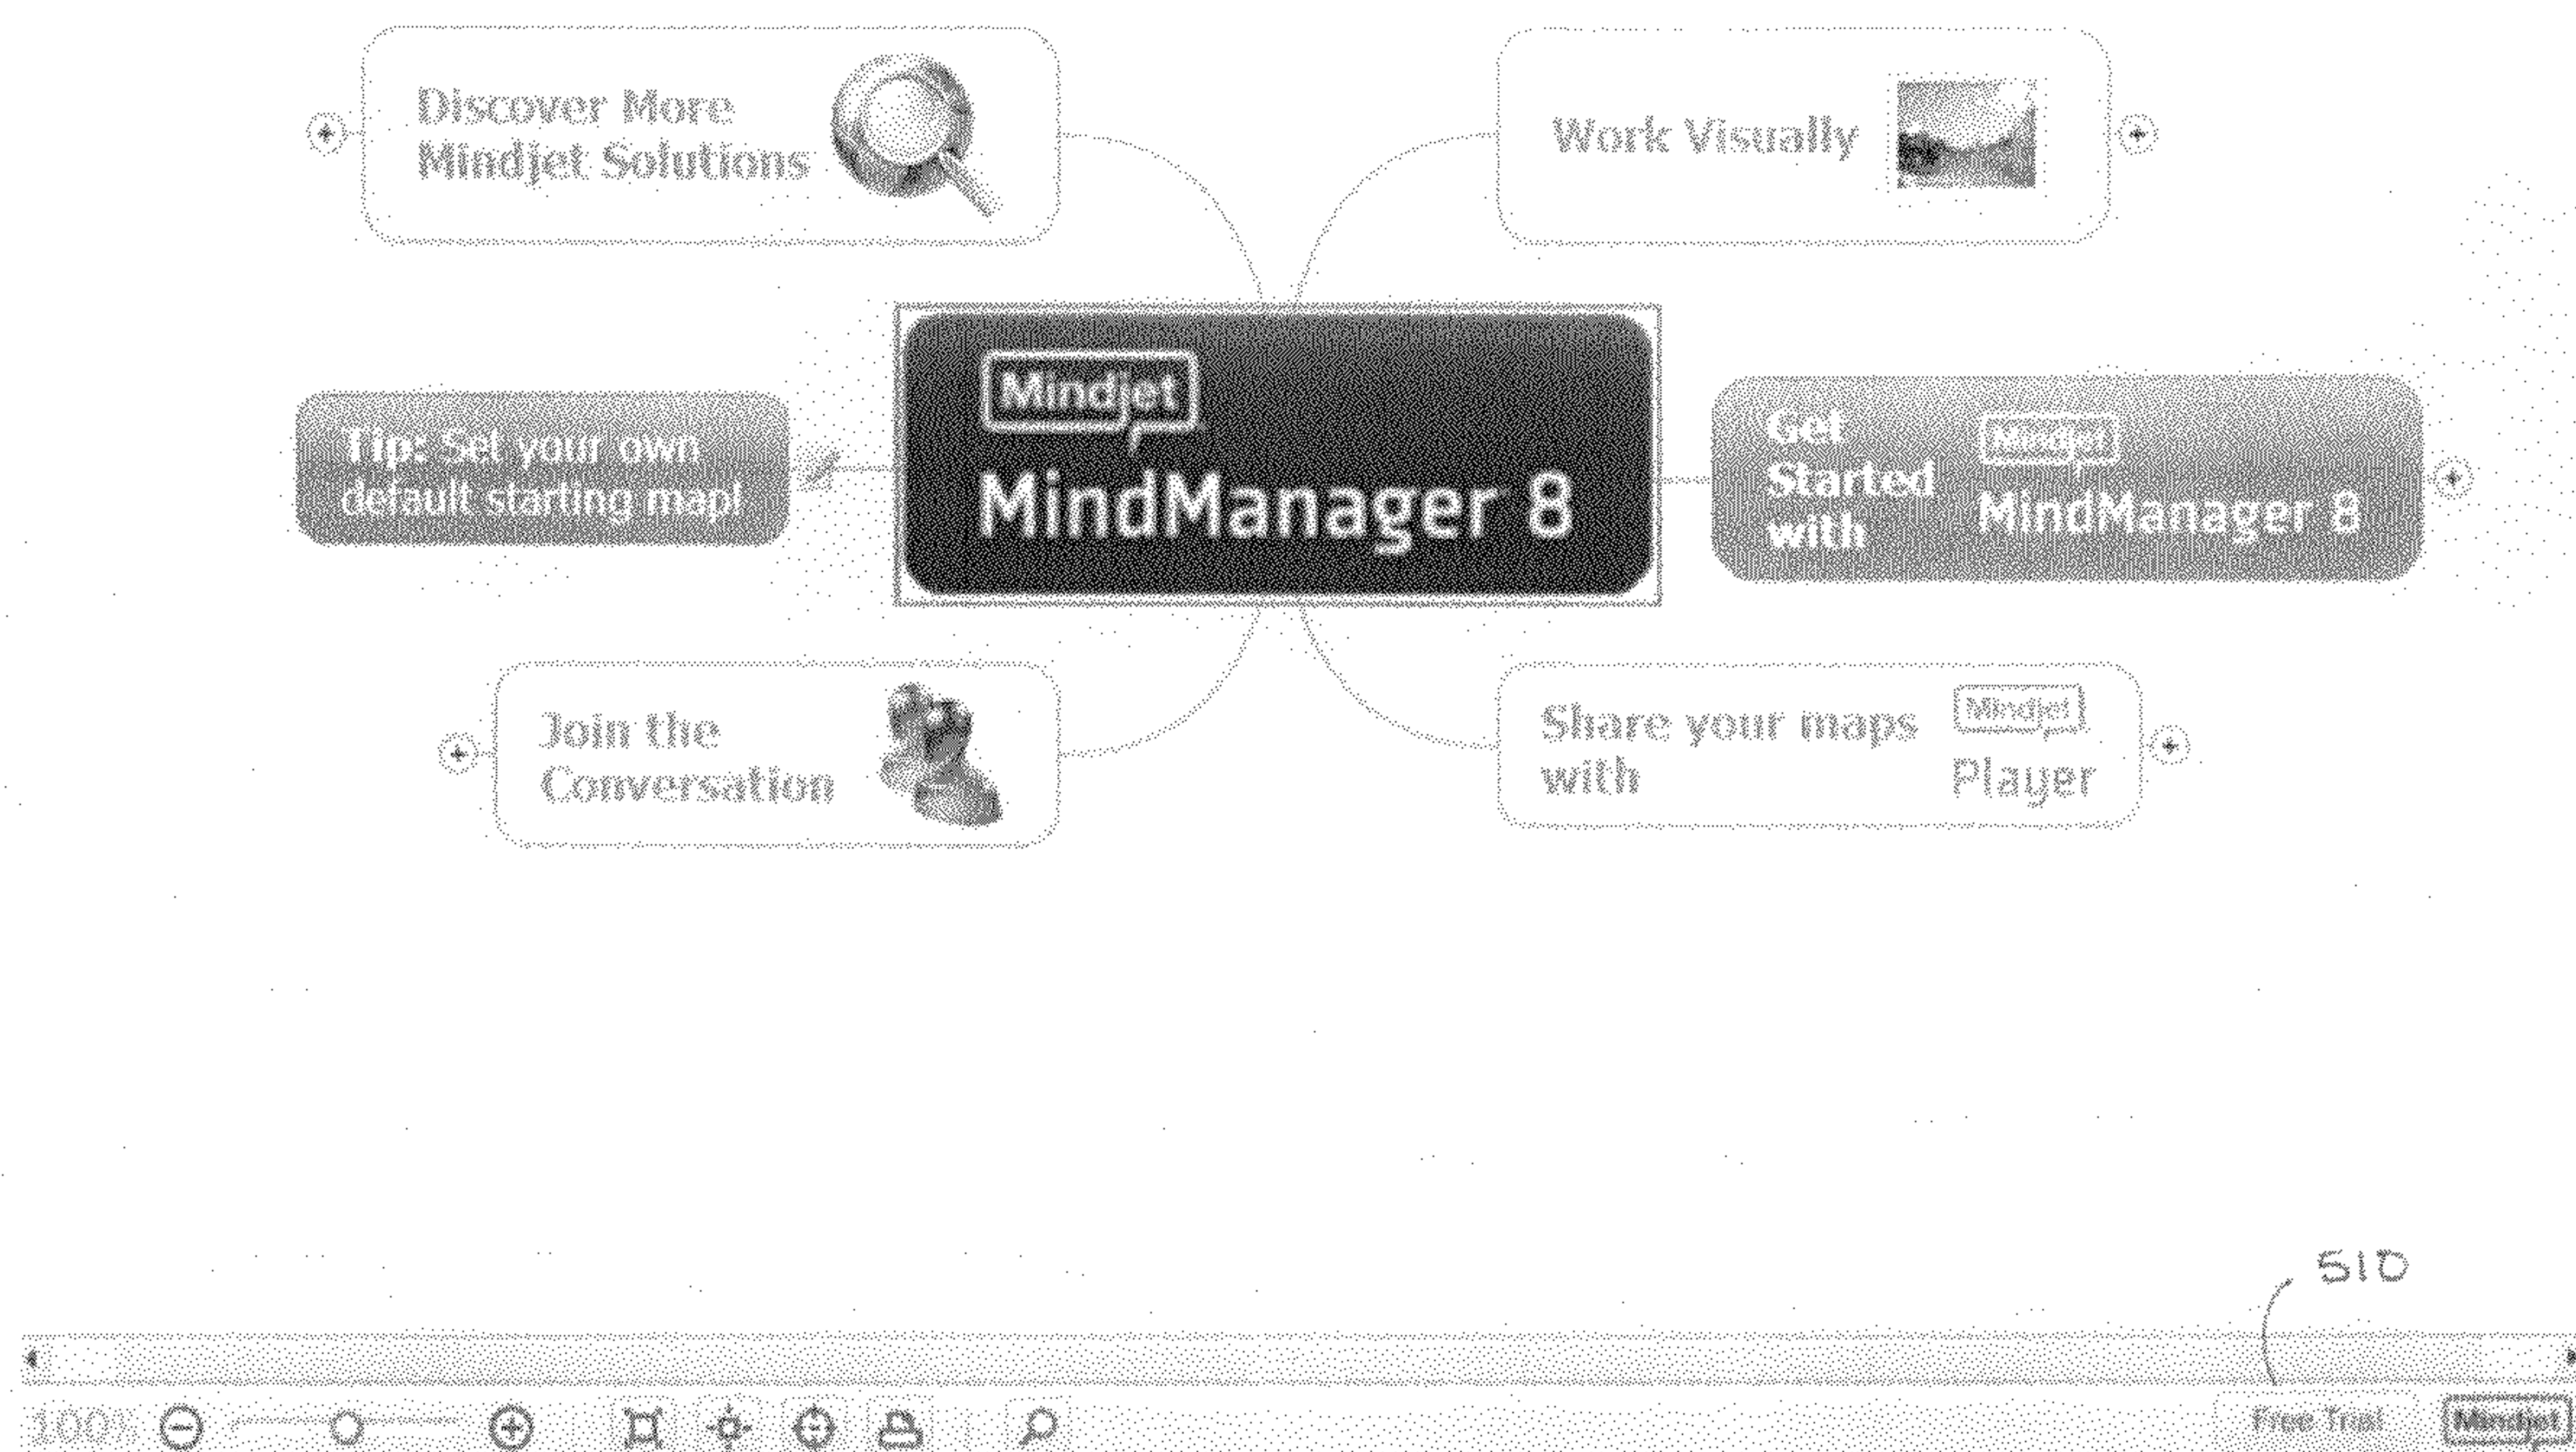 Discover More
Mindjet Solutions
Work Visually
Mindjet
MindManager 8
Tip: Set your own
default starting map!
Get
Started
with
Mindjet
MindManager 8
Join the
Conversation
Share your maps
with
Mindjet
Player
510
100%
Free Trial
Mindjet